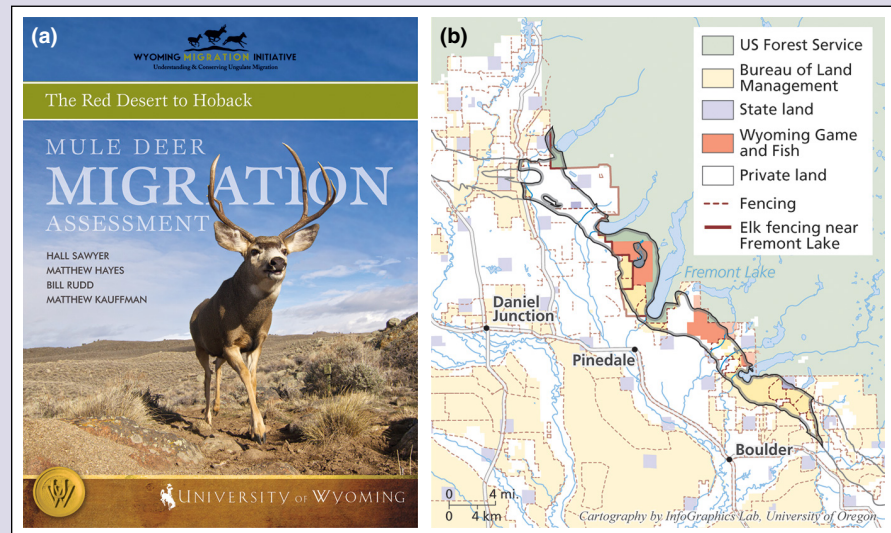 (a)
WYOMING MIGRATION INITIATIVE
Understanding & Conserving Ungulate Migration
The Red Desert to Hoback
MULE DEER
MIGRATION
ASSESSMENT
HALL SAWYER
MATTHEW HAYES
BILL RUDD
MATTHEW KAUFFMAN
UNIVERSITY OF WYOMING
(b)
US Forest Service
Bureau of Land
Management
State land
Wyoming Game
and Fish
Private land
Fencing
Elk fencing near
Fremont Lake
Fremont Lake
Daniel
Junction
Pinedale
Boulder
0 4 mi
0 4 km
Cartography by InfoGraphics Lab, University of Oregon